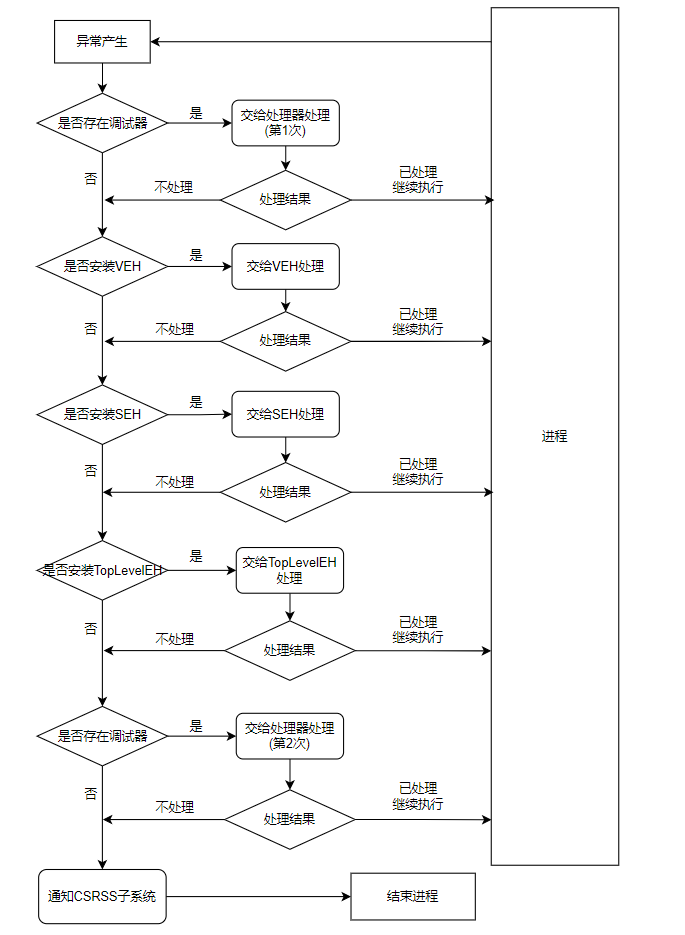 异常产生
是否存在调试器
是
交给处理器处理
(第1次)
否
不处理
处理结果
已处理
继续执行
是否安装VEH
是
交给VEH处理
否
不处理
处理结果
已处理
继续执行
是否安装SEH
是
交给SEH处理
进程
否
不处理
处理结果
已处理
继续执行
是否安装TopLevelEH
是
交给TopLevelEH
处理
否
不处理
处理结果
已处理
继续执行
是否存在调试器
是
交给处理器处理
(第2次)
否
不处理
处理结果
已处理
继续执行
通知CSRSS子系统
结束进程